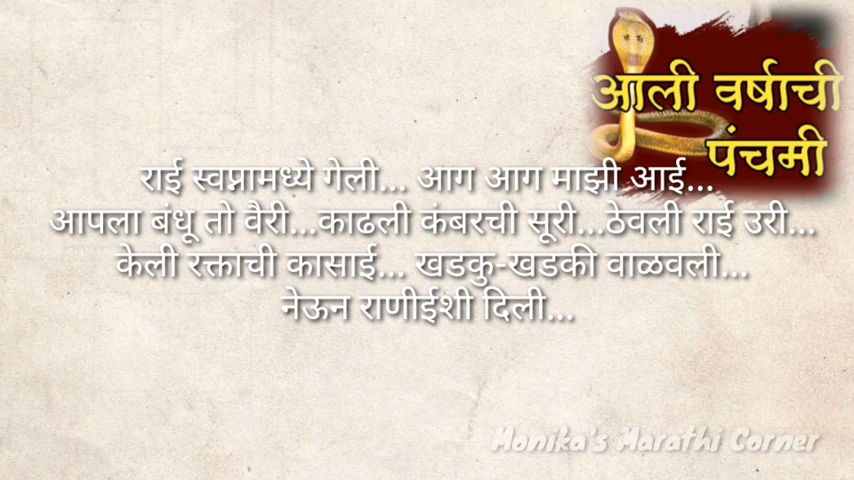 आली वर्षाची
पंचमी
राई स्वप्नामध्ये गेली... आग आग माझी आई...
आपला बंधू तो वैरी...काढली कंबरची सूरी...ठेवली राई उरी...
केली रक्ताची कासाई... खडकु-खडकी वाळवली...
नेऊन राणीईशी दिली...
Monika's Marathi Corner